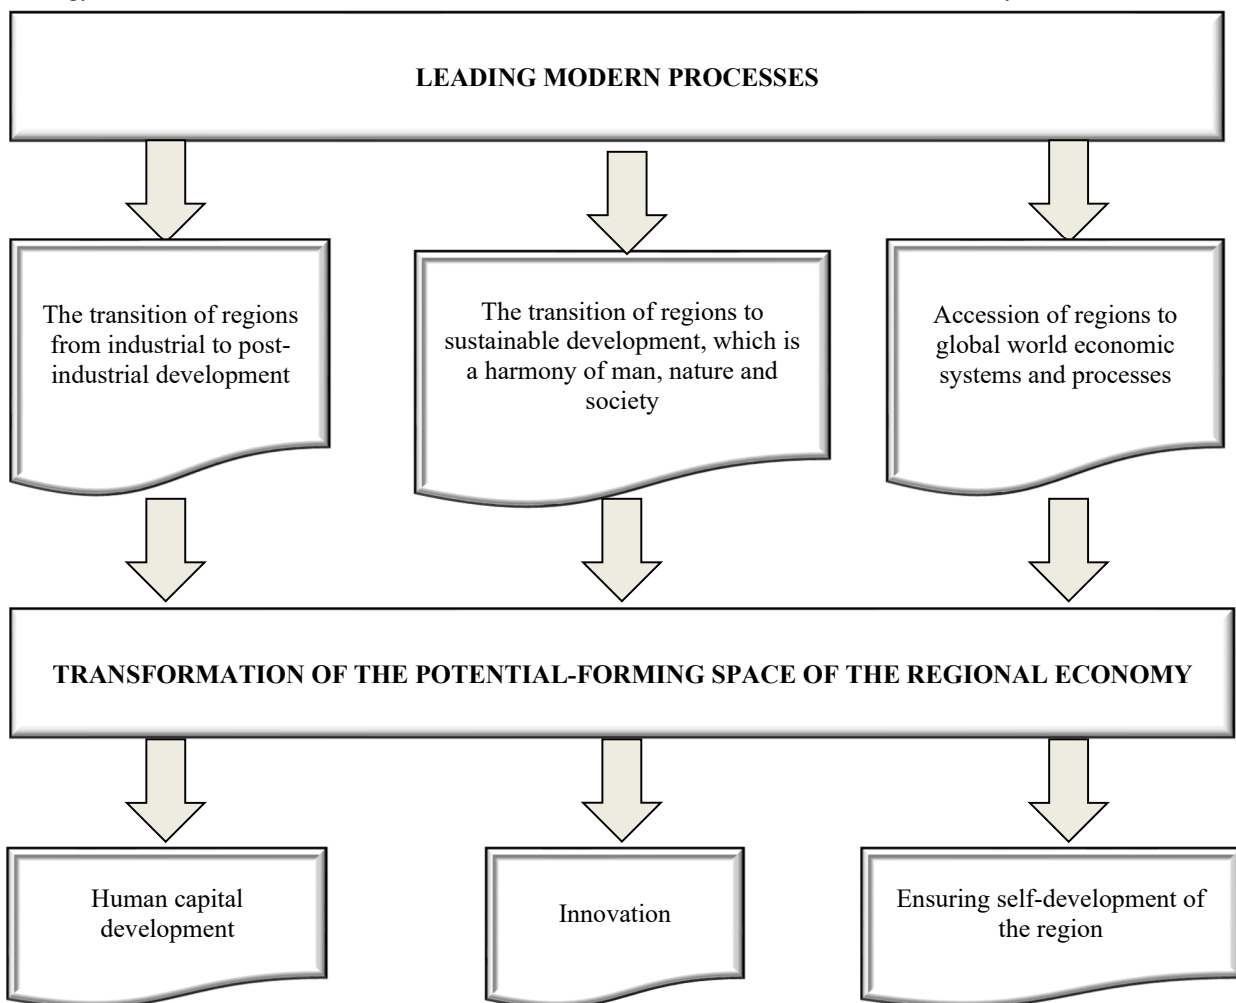 LEADING MODERN PROCESSES
The transition of regions
from industrial to post-
industrial development
The transition of regions to
sustainable development, which is
a harmony of man, nature and
society
Accession of regions to
global world economic
systems and processes
TRANSFORMATION OF THE POTENTIAL-FORMING SPACE OF THE REGIONAL ECONOMY
Human capital
development
Innovation
Ensuring self-development of
the region